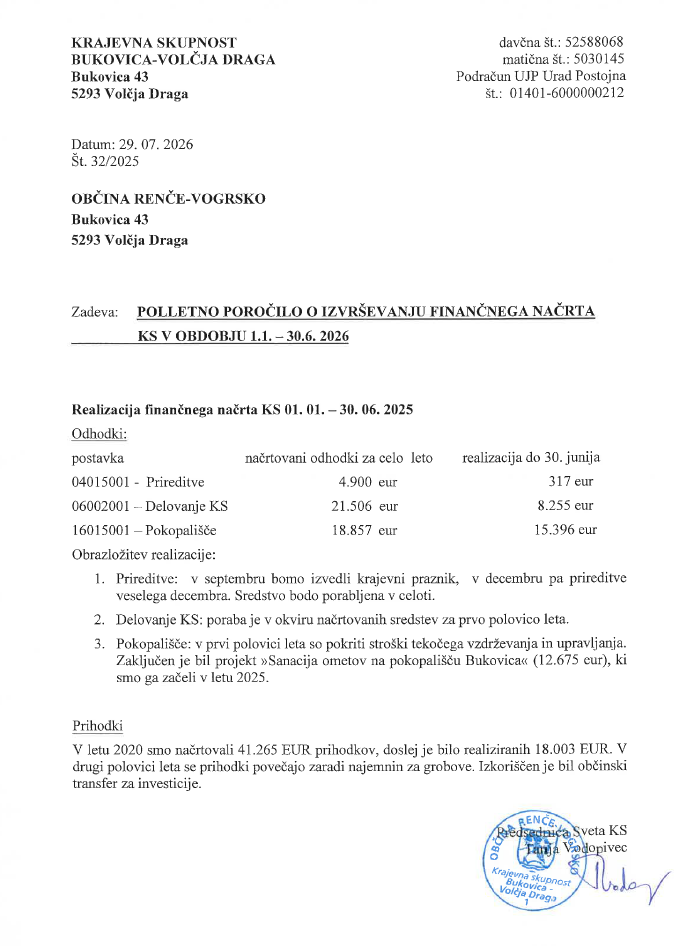 KRAJEVNA SKUPNOST
BUKOVICA-VOLČJA DRAGA
Bukovica 43
5293 Volčja Draga
davčna št.: 52588068
matična št.: 5030145
Podračun UJP Urad Postojna
št.: 01401-6000000212
Datum: 29. 07. 2026
Št. 32/2025
OBČINA RENČE-VOGRSKO
Bukovica 43
5293 Volčja Draga
Zadeva: POLLETNO POROČILO O IZVRŠEVANJU FINANČNEGA NAČRTA
KS V OBDOBJU 1.1. – 30.6. 2026
Realizacija finančnega načrta KS 01. 01. – 30. 06. 2025
Odhodki:
postavka načrtovani odhodki za celo leto realizacija do 30. junija
04015001 - Prireditve 4.900 eur 317 eur
06002001 – Delovanje KS 21.506 eur 8.255 eur
16015001 – Pokopališče 18.857 eur 15.396 eur
Obrazložitev realizacije:
1. Prireditve: v septembru bomo izvedli krajevni praznik, v decembru pa prireditve
veselega decembra. Sredstvo bodo porabljena v celoti.
2. Delovanje KS: poraba je v okviru načrtovanih sredstev za prvo polovico leta.
3. Pokopališče: v prvi polovici leta so pokriti stroški tekočega vzdrževanja in upravljanja.
Zaključen je bil projekt »Sanacija ometov na pokopališču Bukovica« (12.675 eur), ki
smo ga začeli v letu 2025.
Prihodki
V letu 2020 smo načrtovali 41.265 EUR prihodkov, doslej je bilo realiziranih 18.003 EUR. V
drugi polovici leta se prihodki povečajo zaradi najemnin za grobove. Izkoriščen je bil občinski
transfer za investicije.
Predsednica Sveta KS
Tanja Vodopivec
OBČINA RENČE-VOGRSKO
Krajevna skupnost
Bukovica -
Volčja Draga
1